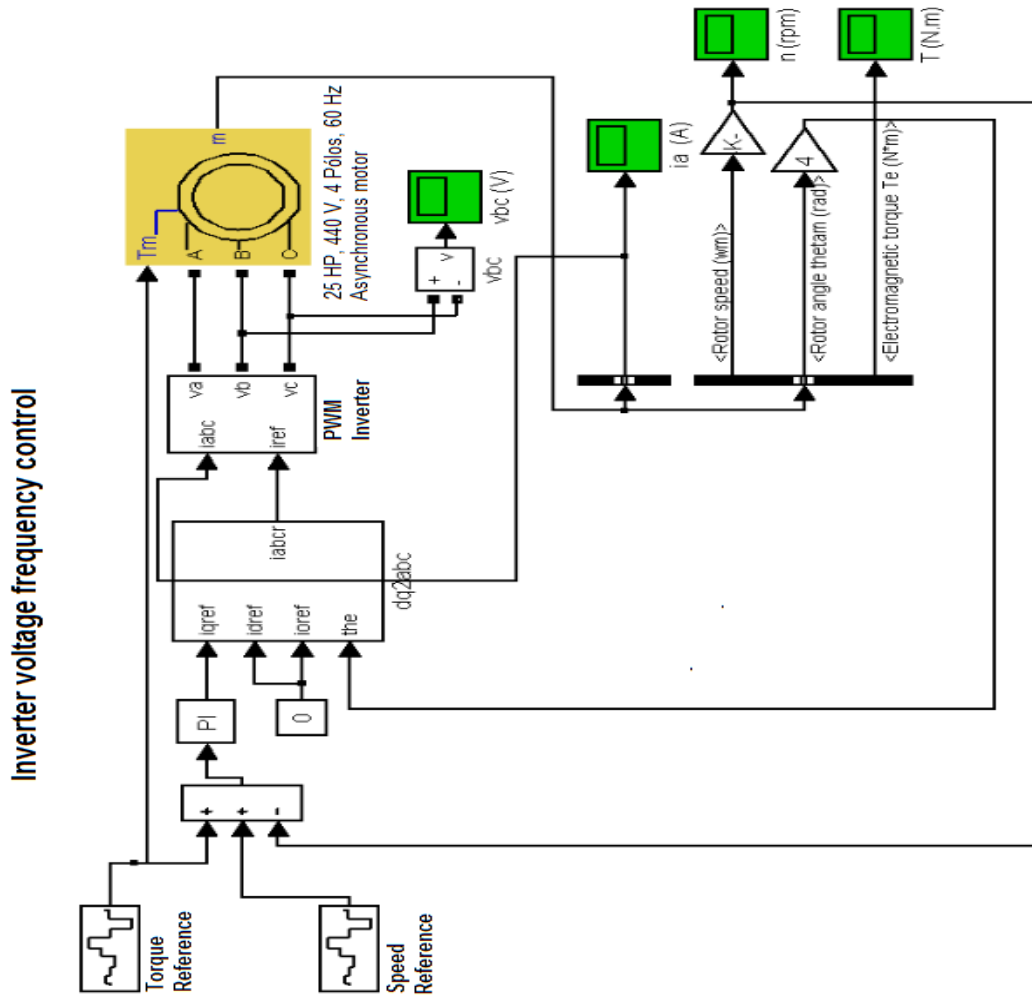 Inverter voltage frequency control
Torque
Reference
Speed
Reference
+
+
-
PI
0
iqref
idref
ioref
the
iabcr
dq2abc
iabc
iref
va
vb
vc
PWM
Inverter
Tm
A
B
C
m
25 HP, 440 V, 4 Pólos, 60 Hz
Asynchronous motor
+
-
v
vbc
vbc (V)
ia (A)
<Rotor speed (wm)>
K-
n (rpm)
<Rotor angle thetam (rad)>
4
<Electromagnetic torque Te (N*m)>
T (N.m)